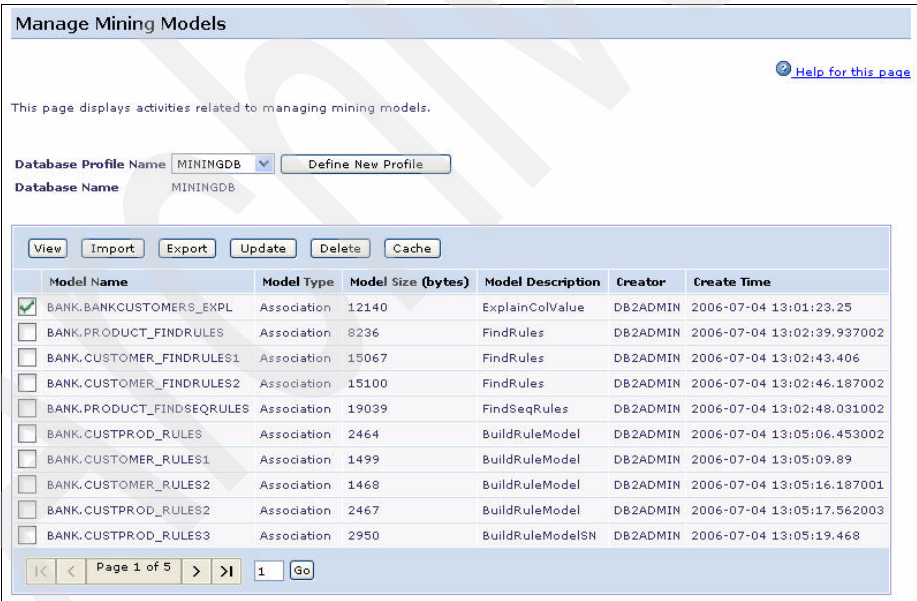 Manage Mining Models
Help for this page
This page displays activities related to managing mining models.
Database Profile Name MININGDB Define New Profile
Database Name MININGDB
View Import Export Update Delete Cache
Model Name Model Type Model Size (bytes) Model Description Creator Create Time
BANK.BANKCUSTOMERS_EXPL Association 12140 ExplainColValue DB2ADMIN 2006-07-04 13:01:23.25
BANK.PRODUCT_FINDRULES Association 8236 FindRules DB2ADMIN 2006-07-04 13:02:39.937002
BANK.CUSTOMER_FINDRULES1 Association 15067 FindRules DB2ADMIN 2006-07-04 13:02:43.406
BANK.CUSTOMER_FINDRULES2 Association 15100 FindRules DB2ADMIN 2006-07-04 13:02:46.187002
BANK.PRODUCT_FINDSEQRULES Association 19039 FindSeqRules DB2ADMIN 2006-07-04 13:02:48.031002
BANK.CUSTPROD_RULES Association 2464 BuildRuleModel DB2ADMIN 2006-07-04 13:05:06.453002
BANK.CUSTOMER_RULES1 Association 1499 BuildRuleModel DB2ADMIN 2006-07-04 13:05:09.89
BANK.CUSTOMER_RULES2 Association 1468 BuildRuleModel DB2ADMIN 2006-07-04 13:05:16.187001
BANK.CUSTPROD_RULES2 Association 2467 BuildRuleModel DB2ADMIN 2006-07-04 13:05:17.562003
BANK.CUSTPROD_RULES3 Association 2950 BuildRuleModelSN DB2ADMIN 2006-07-04 13:05:19.468
Page 1 of 5 1 Go